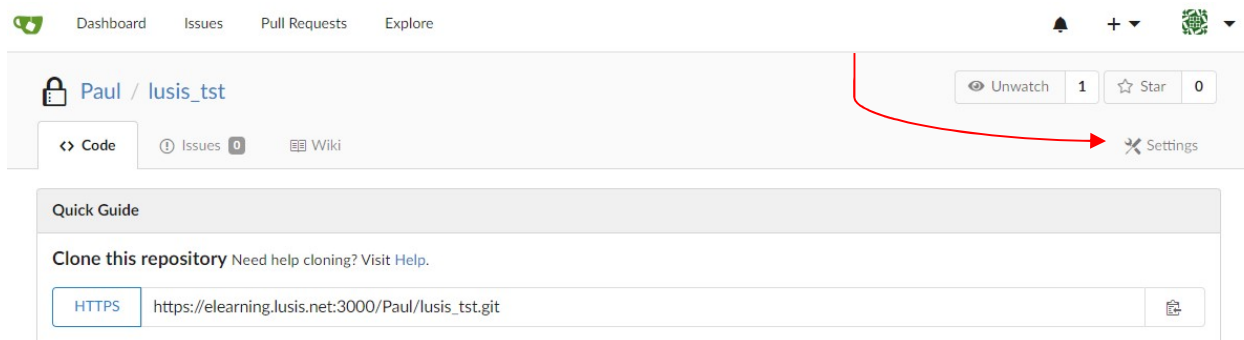 Dashboard Issues Pull Requests Explore
Paul / lusis_tst
Unwatch 1 Star 0
Code Issues 0 Wiki Settings
Quick Guide
Clone this repository Need help cloning? Visit Help.
HTTPS https://elearning.lusis.net:3000/Paul/lusis_tst.git